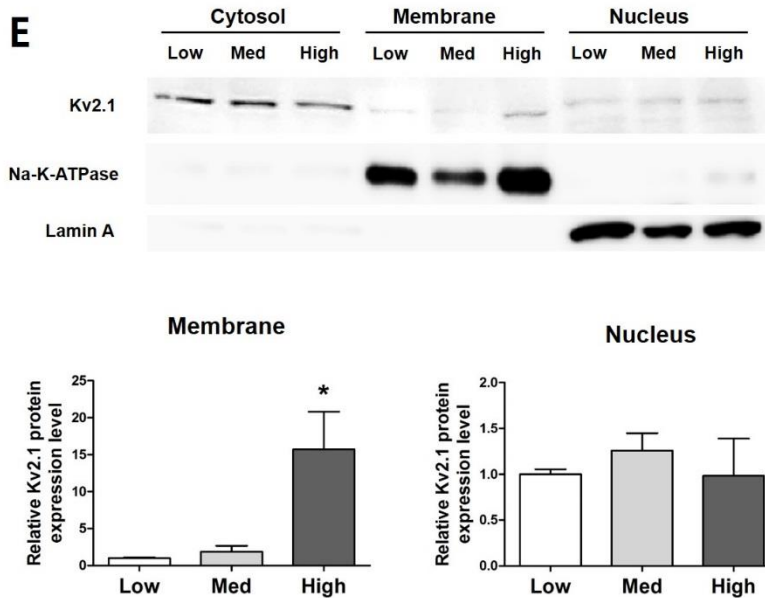 E
Cytosol Membrane Nucleus
Low Med High Low Med High Low Med High
Kv2.1
Na-K-ATPase
Lamin A
Membrane
Relative Kv2.1 protein
expression level
25
20
15
10
5
0
*
Low Med High
Nucleus
Relative Kv2.1 protein
expression level
2.0
1.5
1.0
0.5
0.0
Low Med High